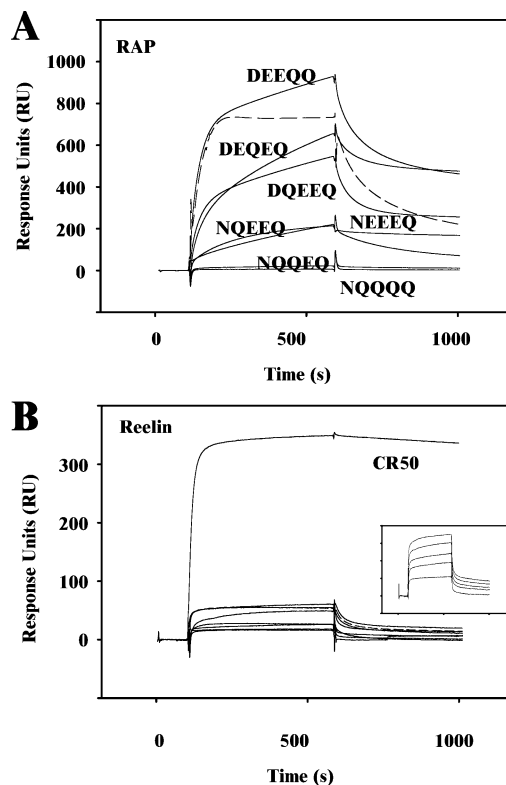 A
RAP
1000
800
600
400
200
0
Response Units (RU)
DEEQQ
DEQEQ
DQEEQ
NQEEQ
NEEEQ
NQQEQ
NQQQQ
0
500
1000
Time (s)
B
Reelin
300
200
100
0
Response Units (RU)
CR50
0
500
1000
Time (s)